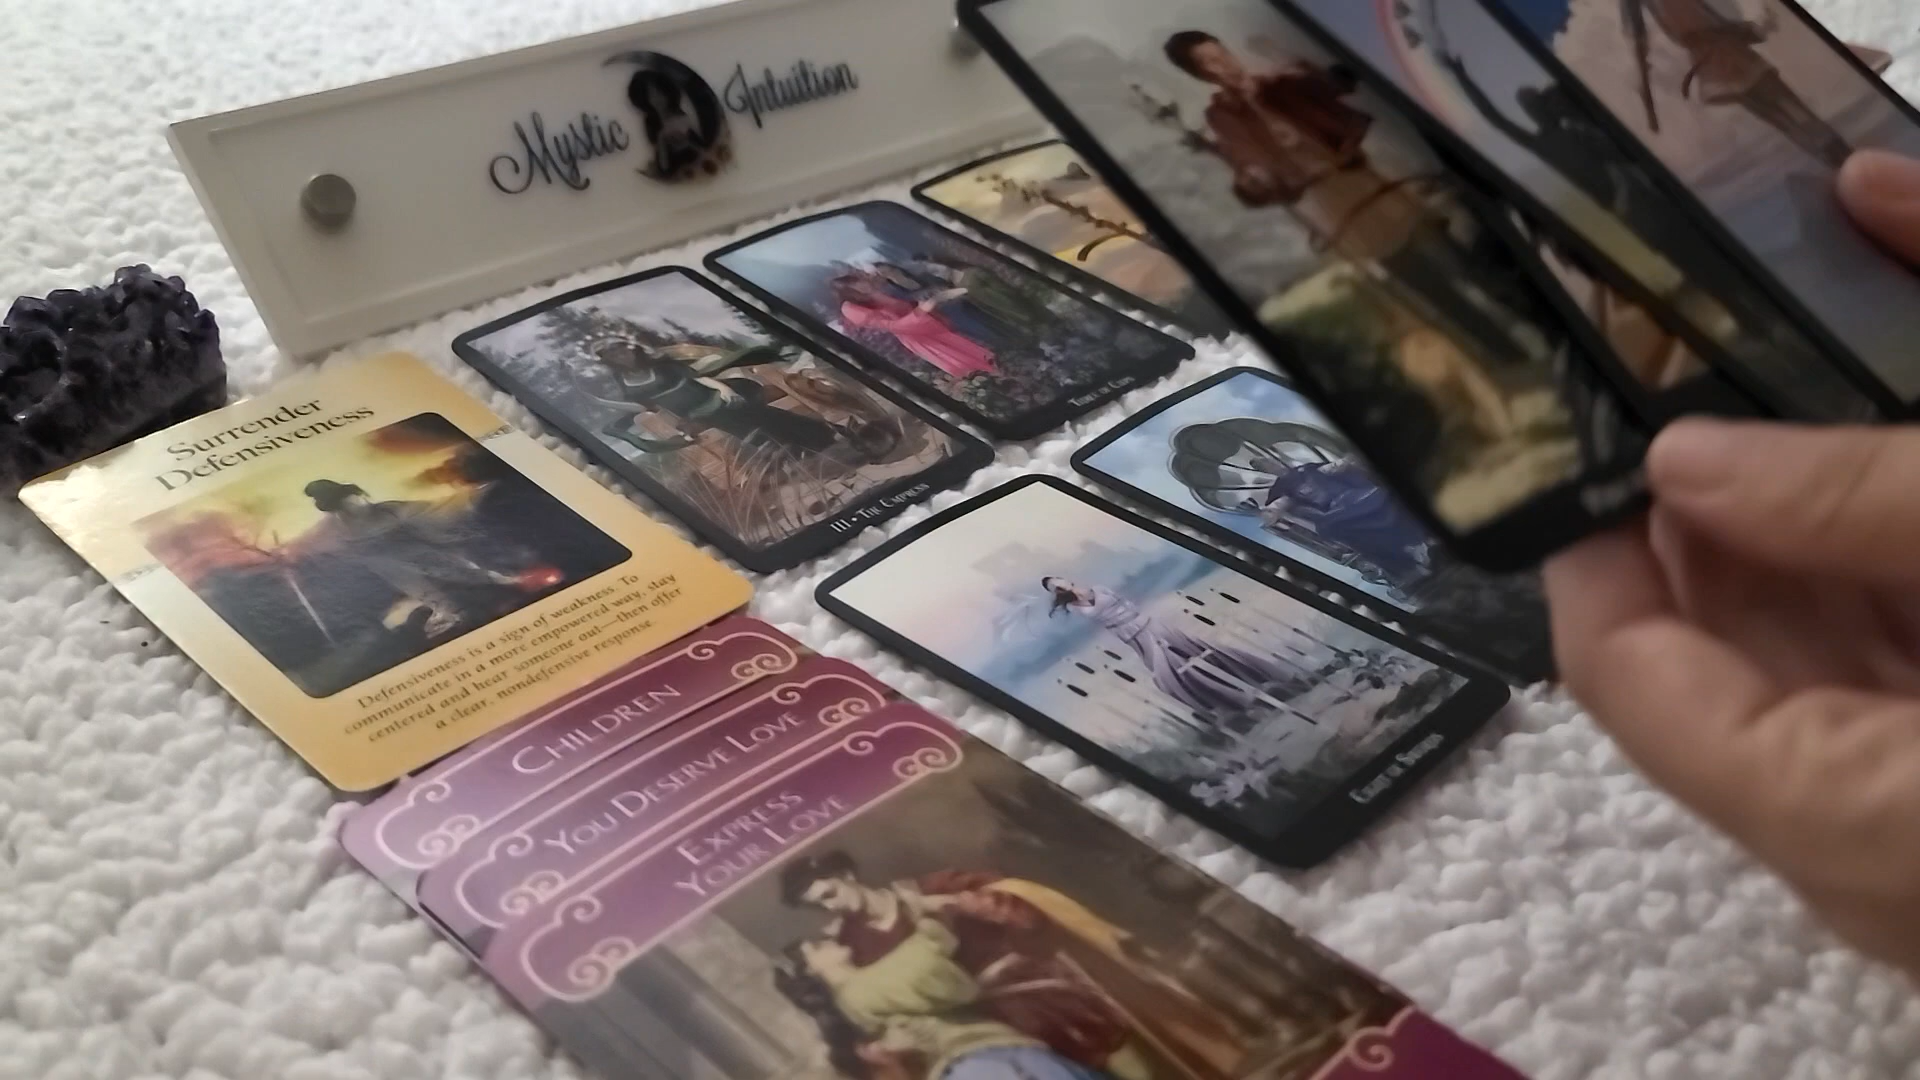 Mystic Intuition
Surrender
Defensiveness
Defensiveness is a sign of weakness. To
communicate in a more empowered way, stay
centered and hear someone out—then offer
a clear, nondefensive response.
III • The Empress
Three of Cups
Eight of Swords
Children
You Deserve Love
Express
Your Love